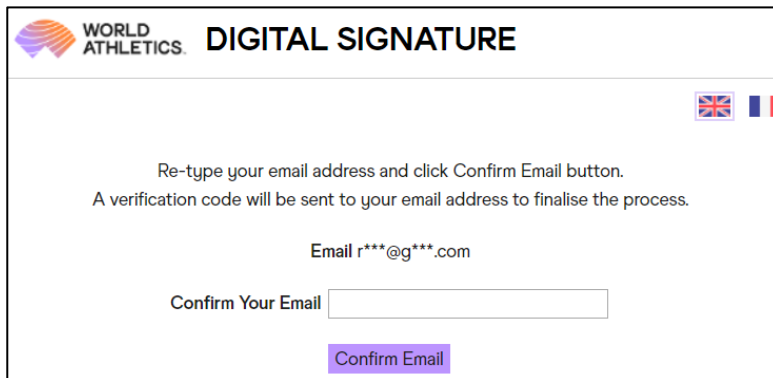 WORLD
ATHLETICS. DIGITAL SIGNATURE
Re-type your email address and click Confirm Email button.
A verification code will be sent to your email address to finalise the process.
Email r***@g***.com
Confirm Your Email
Confirm Email